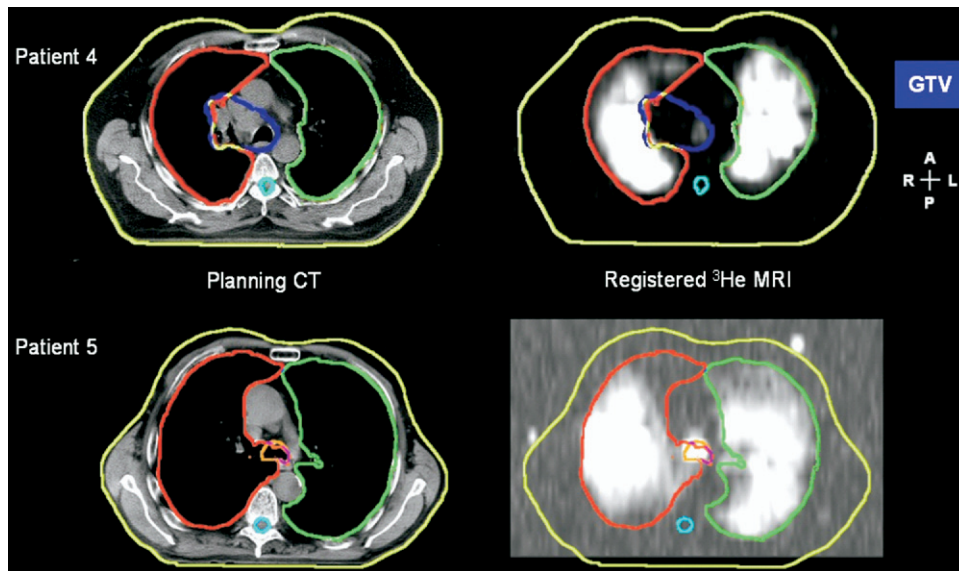 Patient 4
GTV
A
R L
P
Planning CT
Registered ³He MRI
Patient 5